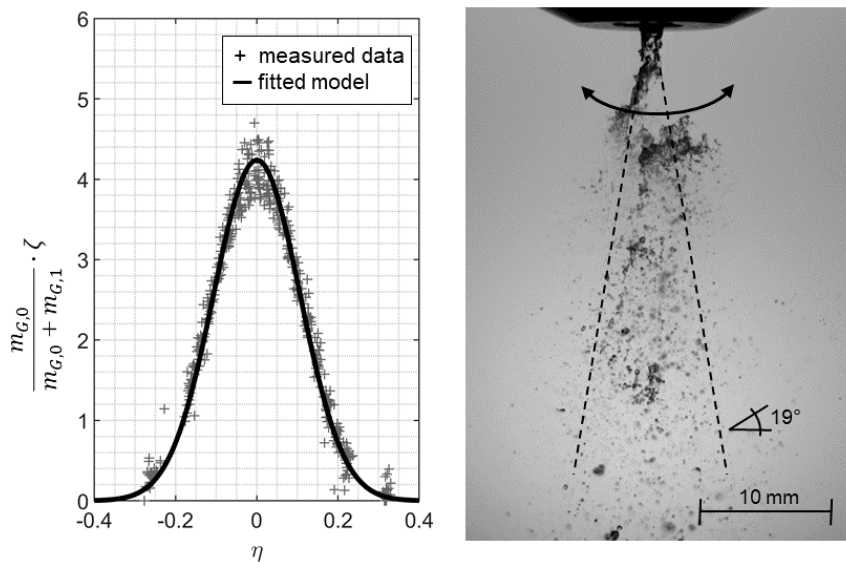 6
5
4
3
2
1
0
-0.4 -0.2 0 0.2 0.4
η
m_{G,0}
m_{G,0} + m_{G,1}
· ζ
measured data
fitted model
19°
10 mm